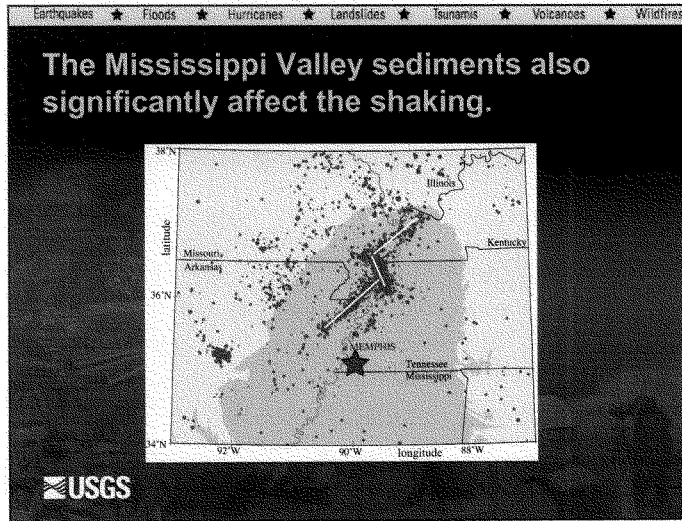 Earthquakes ★ Floods ★ Hurricanes ★ Landslides ★ Tsunamis ★ Volcanoes ★ Wildfires
The Mississippi Valley sediments also
significantly affect the shaking.
38°N
Illinois
latitude
Kentucky
Missouri
Arkansas
36°N
MEMPHIS
Tennessee
Mississippi
34°N
92°W 90°W longitude 88°W
USGS